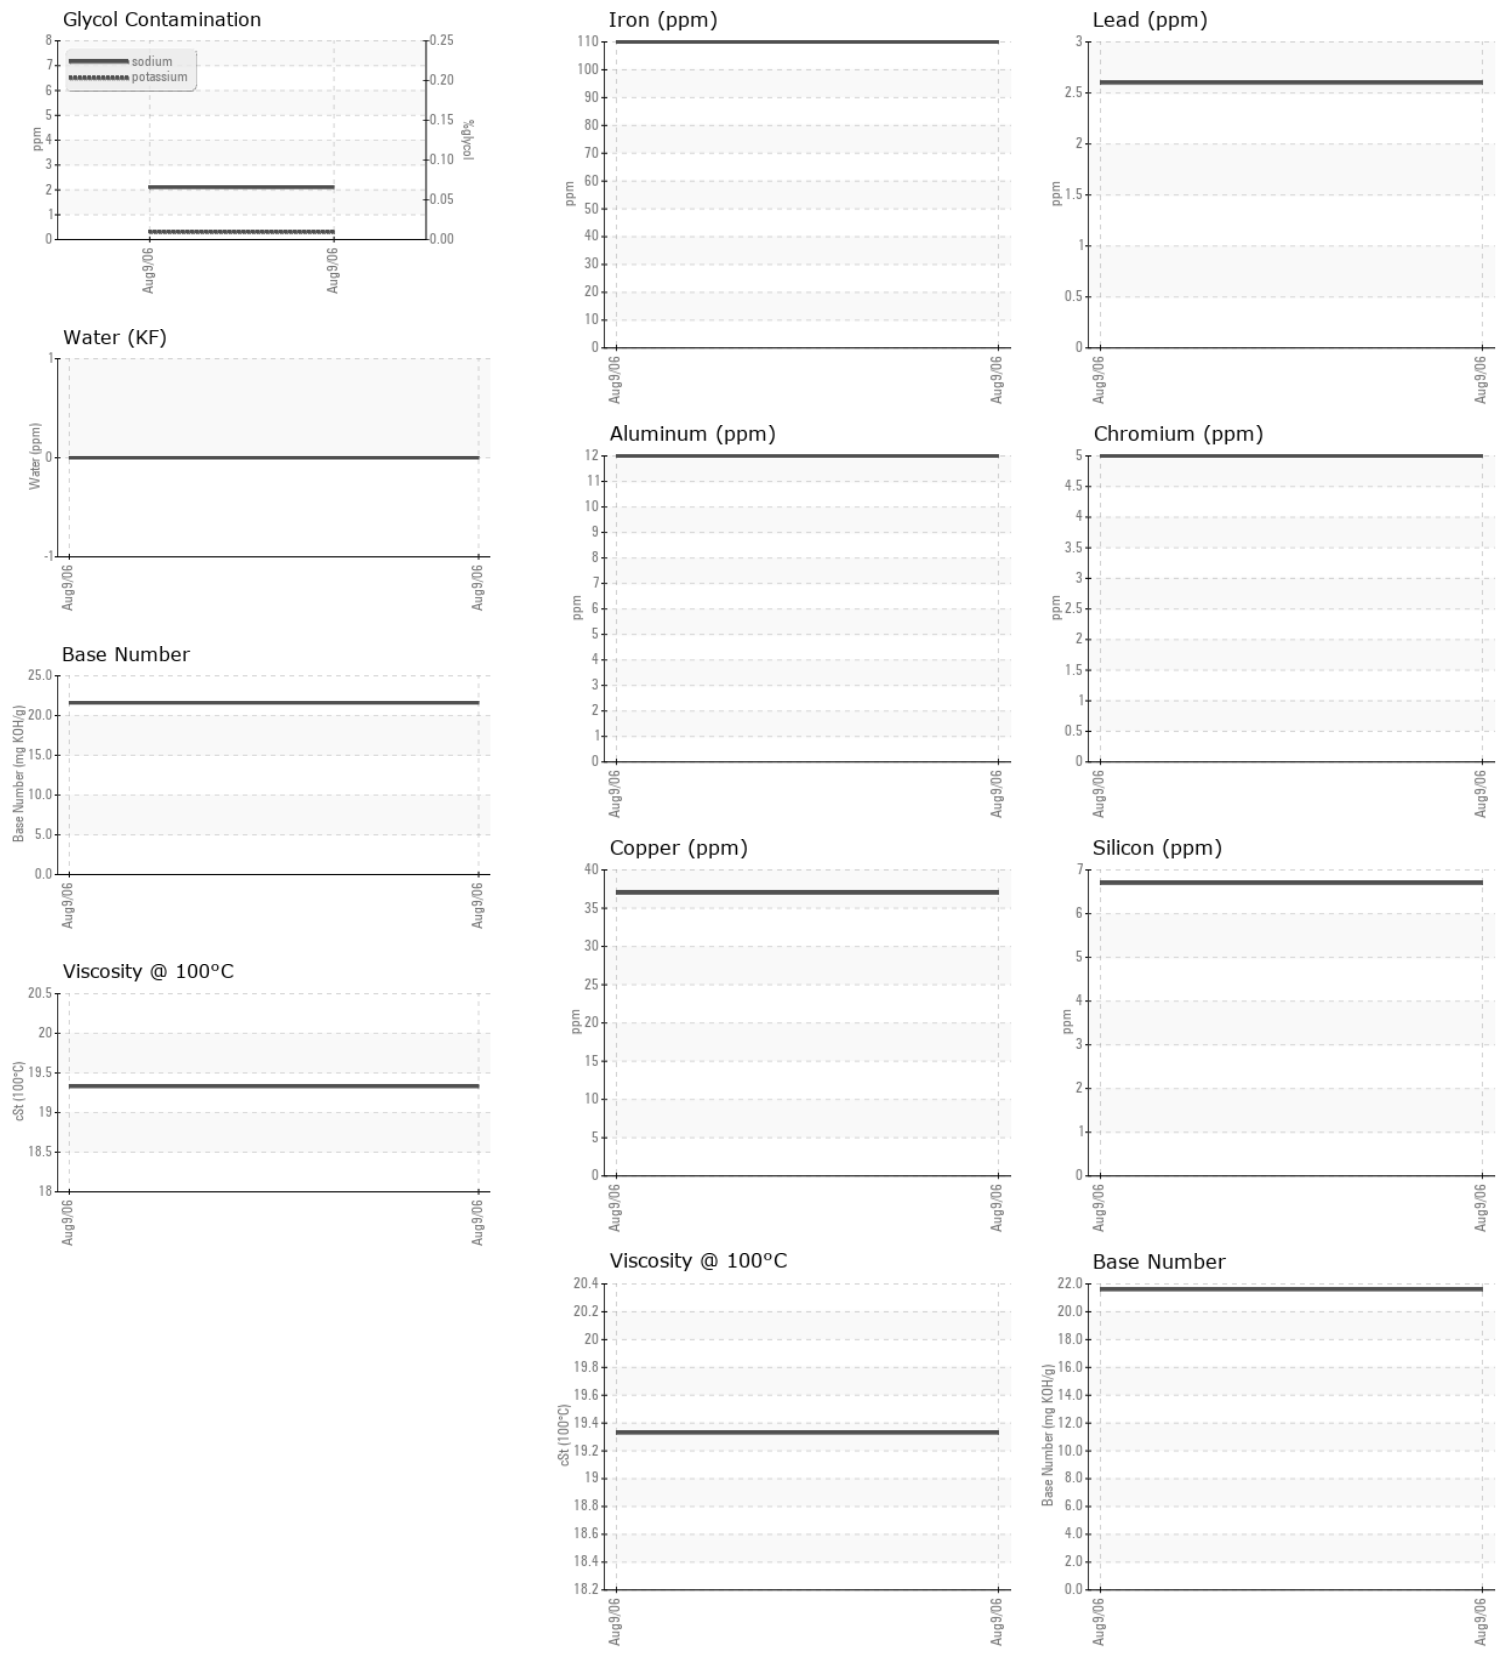 Glycol Contamination
8
7
6
5
4
3
2
1
0
ppm
sodium
potassium
0.25
0.20
0.15
0.10
0.05
0.00
%glycol
Aug9/06
Aug9/06
Water (KF)
1
0
-1
Water (ppm)
Aug9/06
Aug9/06
Base Number
25.0
20.0
15.0
10.0
5.0
0.0
Base Number (mg KOH/g)
Aug9/06
Aug9/06
Viscosity @ 100°C
20.5
20
19.5
19
18.5
18
cSt (100°C)
Aug9/06
Aug9/06
Iron (ppm)
110
100
90
80
70
60
50
40
30
20
10
0
ppm
Aug9/06
Aug9/06
Lead (ppm)
3
2.5
2
1.5
1
0.5
0
ppm
Aug9/06
Aug9/06
Aluminum (ppm)
12
11
10
9
8
7
6
5
4
3
2
1
0
ppm
Aug9/06
Aug9/06
Chromium (ppm)
5
4.5
4
3.5
3
2.5
2
1.5
1
0.5
0
ppm
Aug9/06
Aug9/06
Copper (ppm)
40
35
30
25
20
15
10
5
0
ppm
Aug9/06
Aug9/06
Silicon (ppm)
7
6
5
4
3
2
1
0
ppm
Aug9/06
Aug9/06
Viscosity @ 100°C
20.4
20.2
20
19.8
19.6
19.4
19.2
19
18.8
18.6
18.4
18.2
cSt (100°C)
Aug9/06
Aug9/06
Base Number
22.0
20.0
18.0
16.0
14.0
12.0
10.0
8.0
6.0
4.0
2.0
0.0
Base Number (mg KOH/g)
Aug9/06
Aug9/06